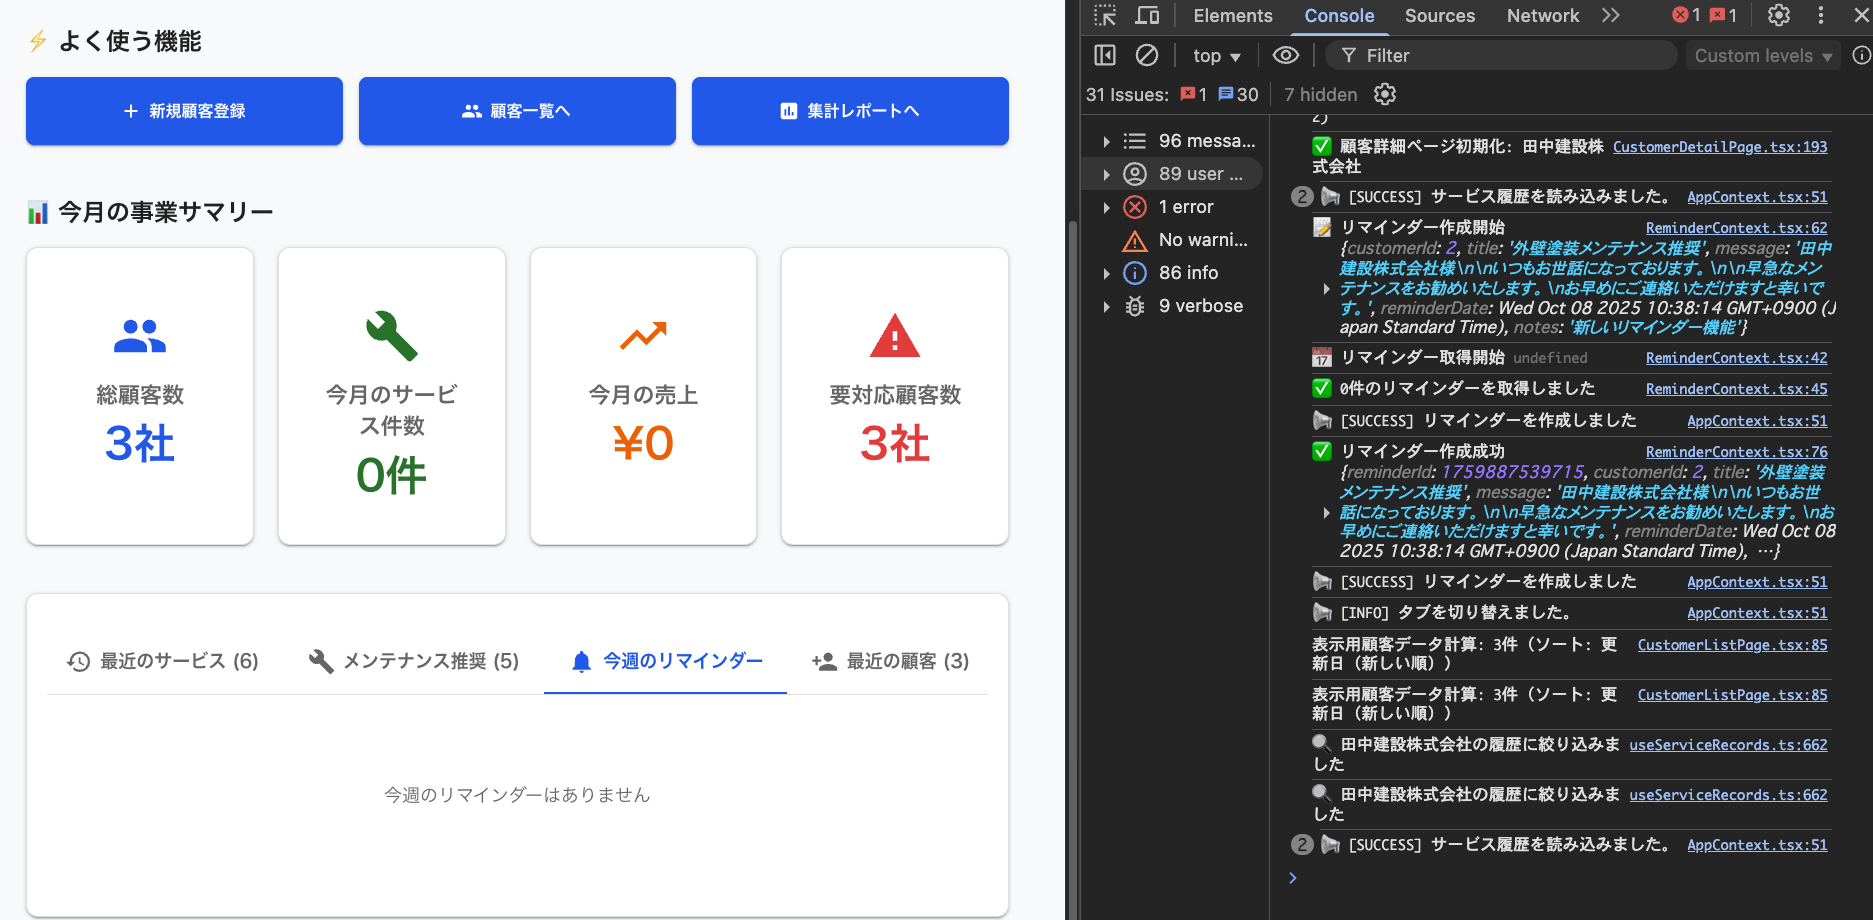 ⚡ よく使う機能
+ 新規顧客登録
顧客一覧へ
集計レポートへ
📊 今月の事業サマリー
総顧客数
3社
今月のサービ
ス件数
0件
今月の売上
¥0
要対応顧客数
3社
最近のサービス (6)
メンテナンス推奨 (5)
今週のリマインダー
最近の顧客 (3)
今週のリマインダーはありません
Elements
Console
Sources
Network
1
1
top
Filter
Custom levels
31 Issues:
1
30
7 hidden
96 messa...
89 user ...
1 error
No warni...
86 info
9 verbose
2)
✅ 顧客詳細ページ初期化: 田中建設株 CustomerDetailPage.tsx:193
式会社
2 📢 [SUCCESS] サービス履歴を読み込みました。 AppContext.tsx:51
📝 リマインダー作成開始 ReminderContext.tsx:62
{customerId: 2, title: '外壁塗装メンテナンス推奨', message: '田中
建設株式会社様\n\nいつもお世話になっております。\n\n早急なメン
テナンスをお勧めいたします。\nお早めにご連絡いただけますと幸いで
す。', reminderDate: Wed Oct 08 2025 10:38:14 GMT+0900 (J
apan Standard Time), notes: '新しいリマインダー機能'}
📅 リマインダー取得開始 undefined ReminderContext.tsx:42
✅ 0件のリマインダーを取得しました ReminderContext.tsx:45
📢 [SUCCESS] リマインダーを作成しました AppContext.tsx:51
✅ リマインダー作成成功 ReminderContext.tsx:76
{reminderId: 1759887539715, customerId: 2, title: '外壁塗装
メンテナンス推奨', message: '田中建設株式会社様\n\nいつもお世
話になっております。\n\n早急なメンテナンスをお勧めいたします。\nお
早めにご連絡いただけますと幸いです。', reminderDate: Wed Oct 08
2025 10:38:14 GMT+0900 (Japan Standard Time), …}
📢 [SUCCESS] リマインダーを作成しました AppContext.tsx:51
📢 [INFO] タブを切り替えました。 AppContext.tsx:51
表示用顧客データ計算: 3件（ソート: 更 CustomerListPage.tsx:85
新日（新しい順））
表示用顧客データ計算: 3件（ソート: 更 CustomerListPage.tsx:85
新日（新しい順））
🔍 田中建設株式会社の履歴に絞り込みま useServiceRecords.ts:662
した
🔍 田中建設株式会社の履歴に絞り込みま useServiceRecords.ts:662
した
2 📢 [SUCCESS] サービス履歴を読み込みました。 AppContext.tsx:51